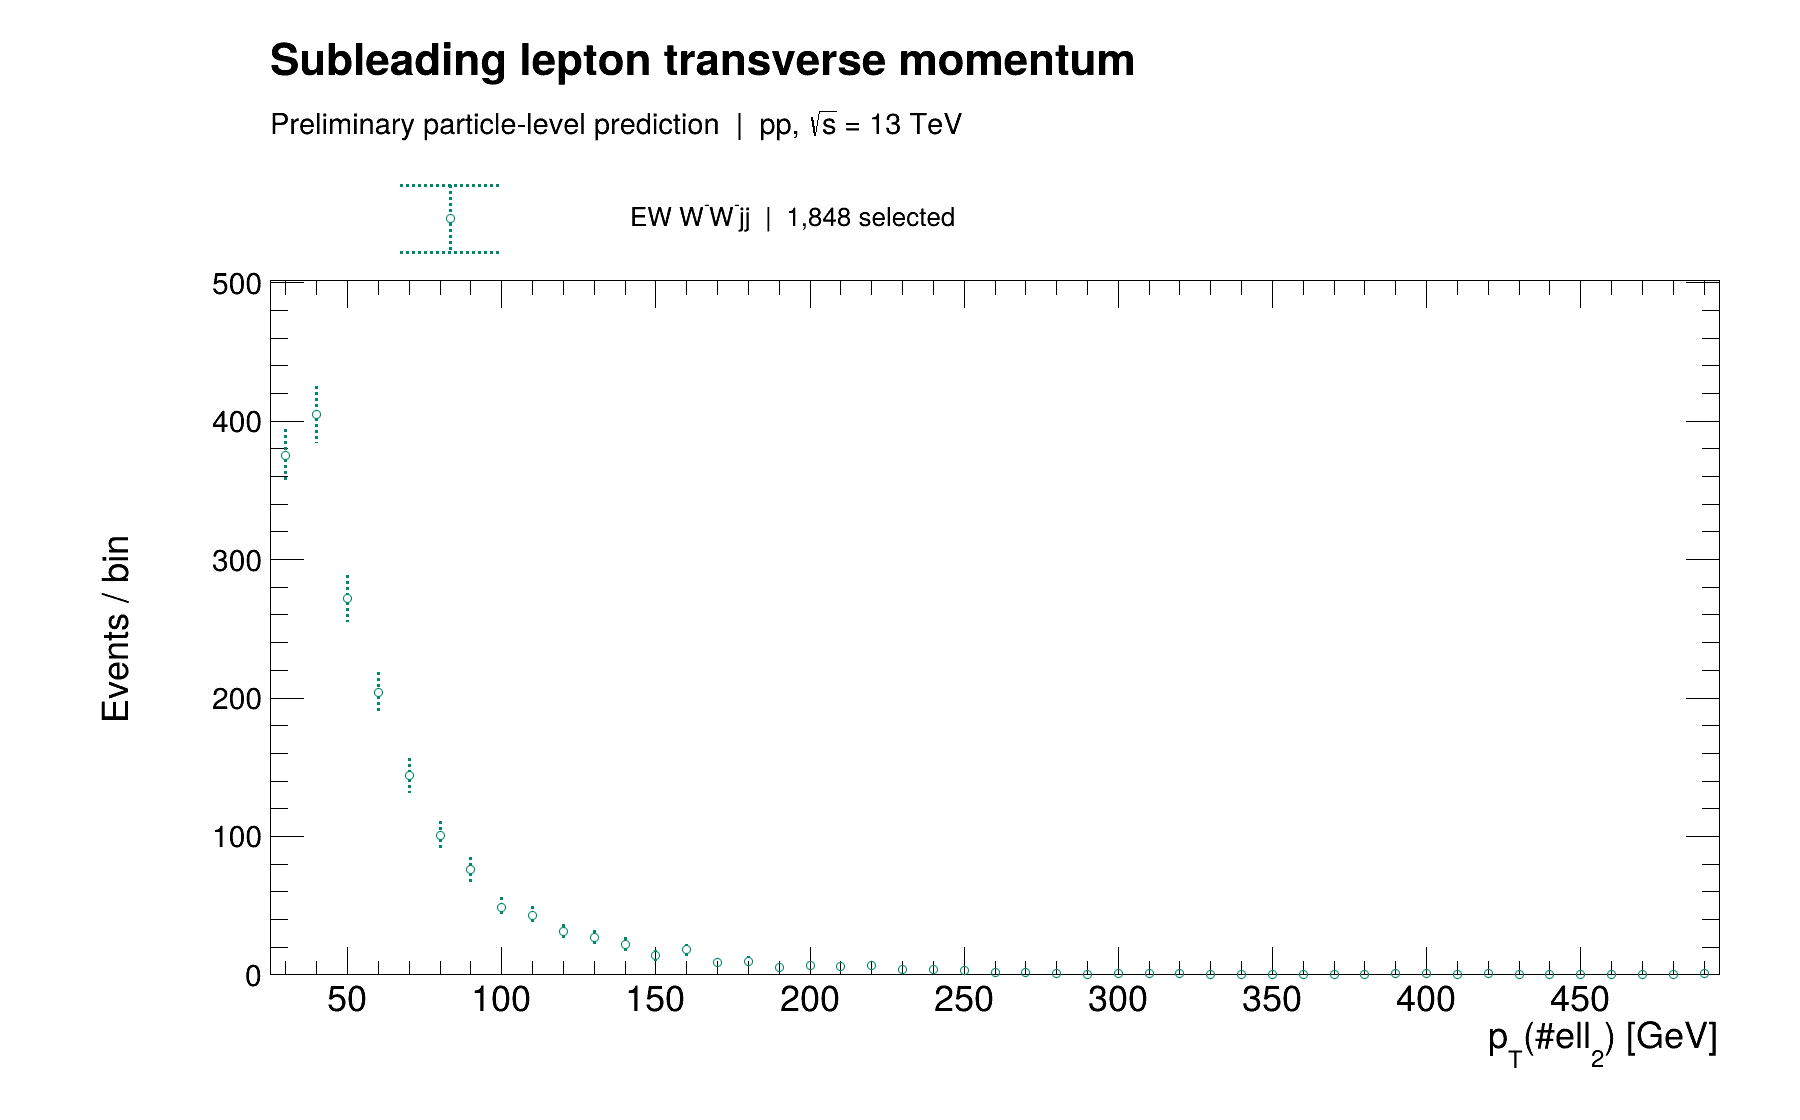 Subleading lepton transverse momentum
Preliminary particle-level prediction | pp, √s = 13 TeV
EW W⁻W⁻jj | 1,848 selected
500
400
300
200
100
0
Events / bin
50 100 150 200 250 300 350 400 450
p_T(#ell_2) [GeV]